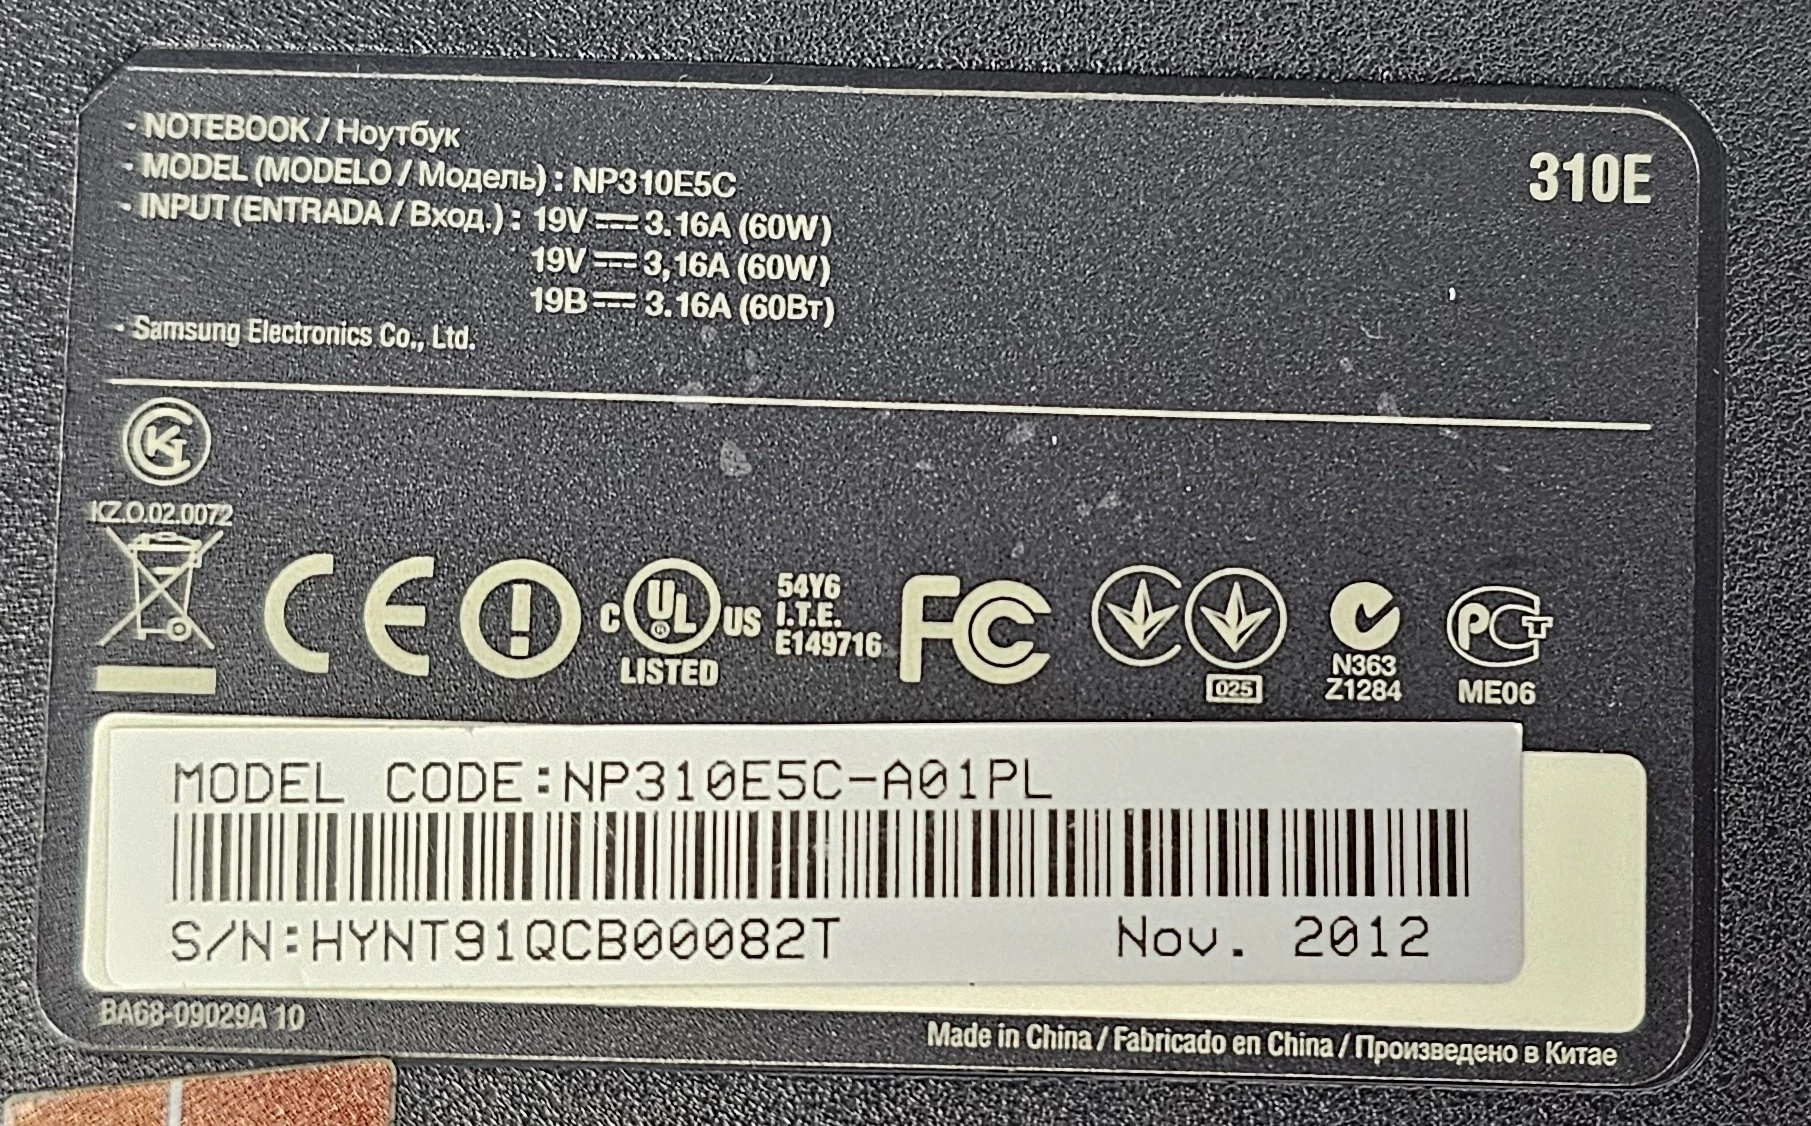 - NOTEBOOK / Ноутбук
310E
- MODEL (MODELO / Модель) : NP310E5C
- INPUT (ENTRADA / Вход.) : 19V ⎓ 3.16A (60W)
19V ⎓ 3,16A (60W)
19В ⎓ 3.16A (60Вт)
- Samsung Electronics Co., Ltd.
KZ.O.02.0072
CE
C UL ® US
LISTED
54Y6
I.T.E.
E149716
FC
025
N363
Z1284
РСТ
ME06
MODEL CODE:NP310E5C-A01PL
S/N:HYNT91QCB00082T Nov. 2012
BA68-09029A 10
Made in China / Fabricado en China / Произведено в Китае